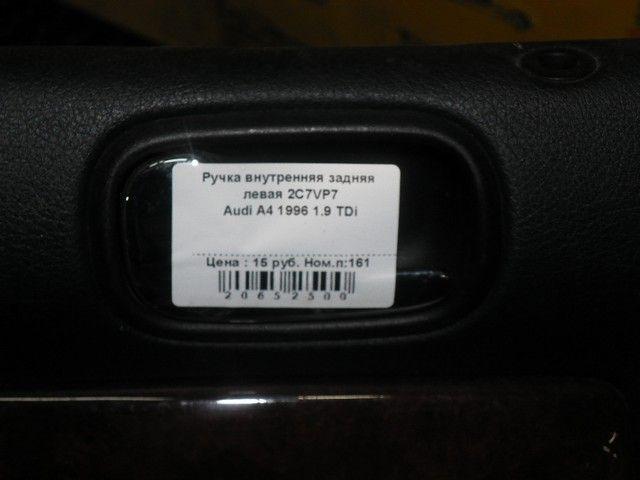 Ручка внутренняя задняя
левая 2C7VP7
Audi A4 1996 1.9 TDi
Цена : 15 руб. Ном.п:161
20652500